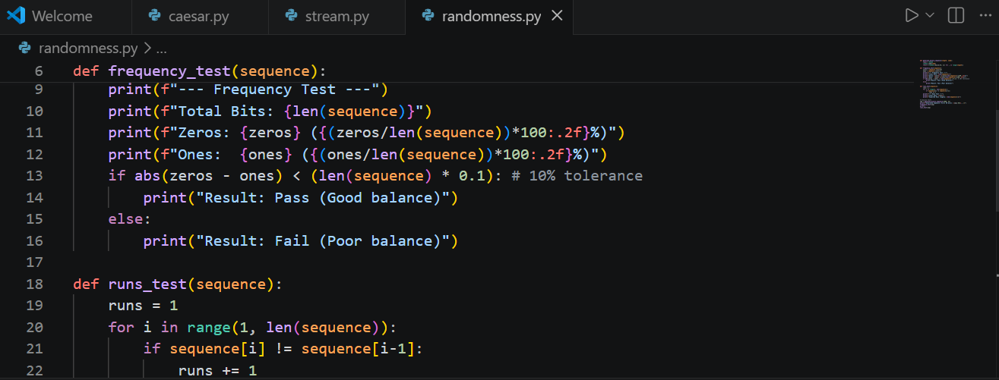 Welcome caesar.py stream.py randomness.py
randomness.py > ...
6 def frequency_test(sequence):
9 print(f"--- Frequency Test ---")
10 print(f"Total Bits: {len(sequence)}")
11 print(f"Zeros: {zeros} ({(zeros/len(sequence))*100:.2f}%)")
12 print(f"Ones:  {ones} ({(ones/len(sequence))*100:.2f}%)")
13 if abs(zeros - ones) < (len(sequence) * 0.1): # 10% tolerance
14 print("Result: Pass (Good balance)")
15 else:
16 print("Result: Fail (Poor balance)")
17
18 def runs_test(sequence):
19 runs = 1
20 for i in range(1, len(sequence)):
21 if sequence[i] != sequence[i-1]:
22 runs += 1